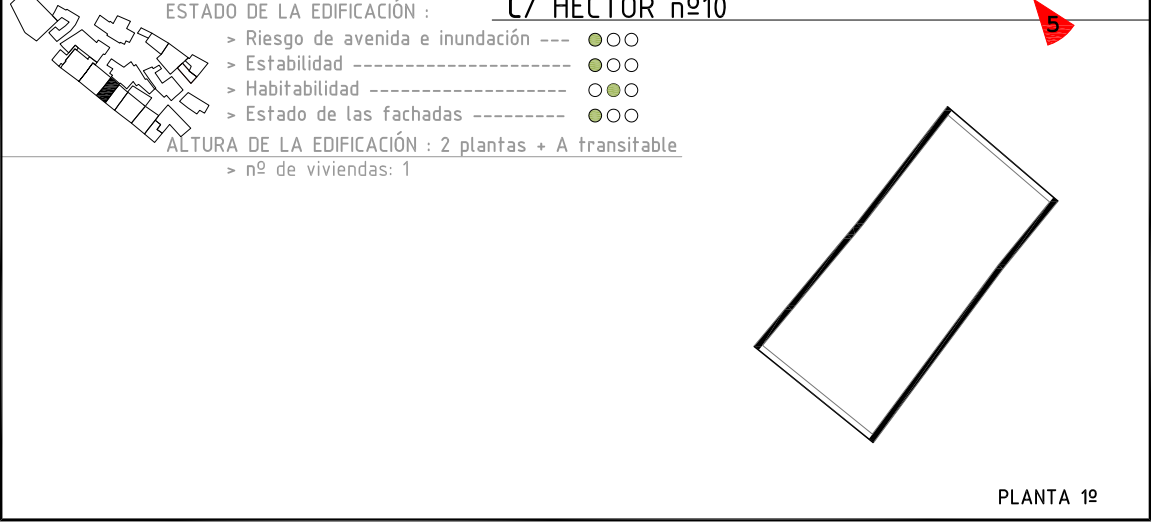 ESTADO DE LA EDIFICACIÓN :
C/ HECTOR nº10
5
> Riesgo de avenida e inundación ---
> Estabilidad ---------------------
> Habitabilidad -------------------
> Estado de las fachadas ---------
ALTURA DE LA EDIFICACIÓN : 2 plantas + A transitable
> nº de viviendas: 1
PLANTA 1º